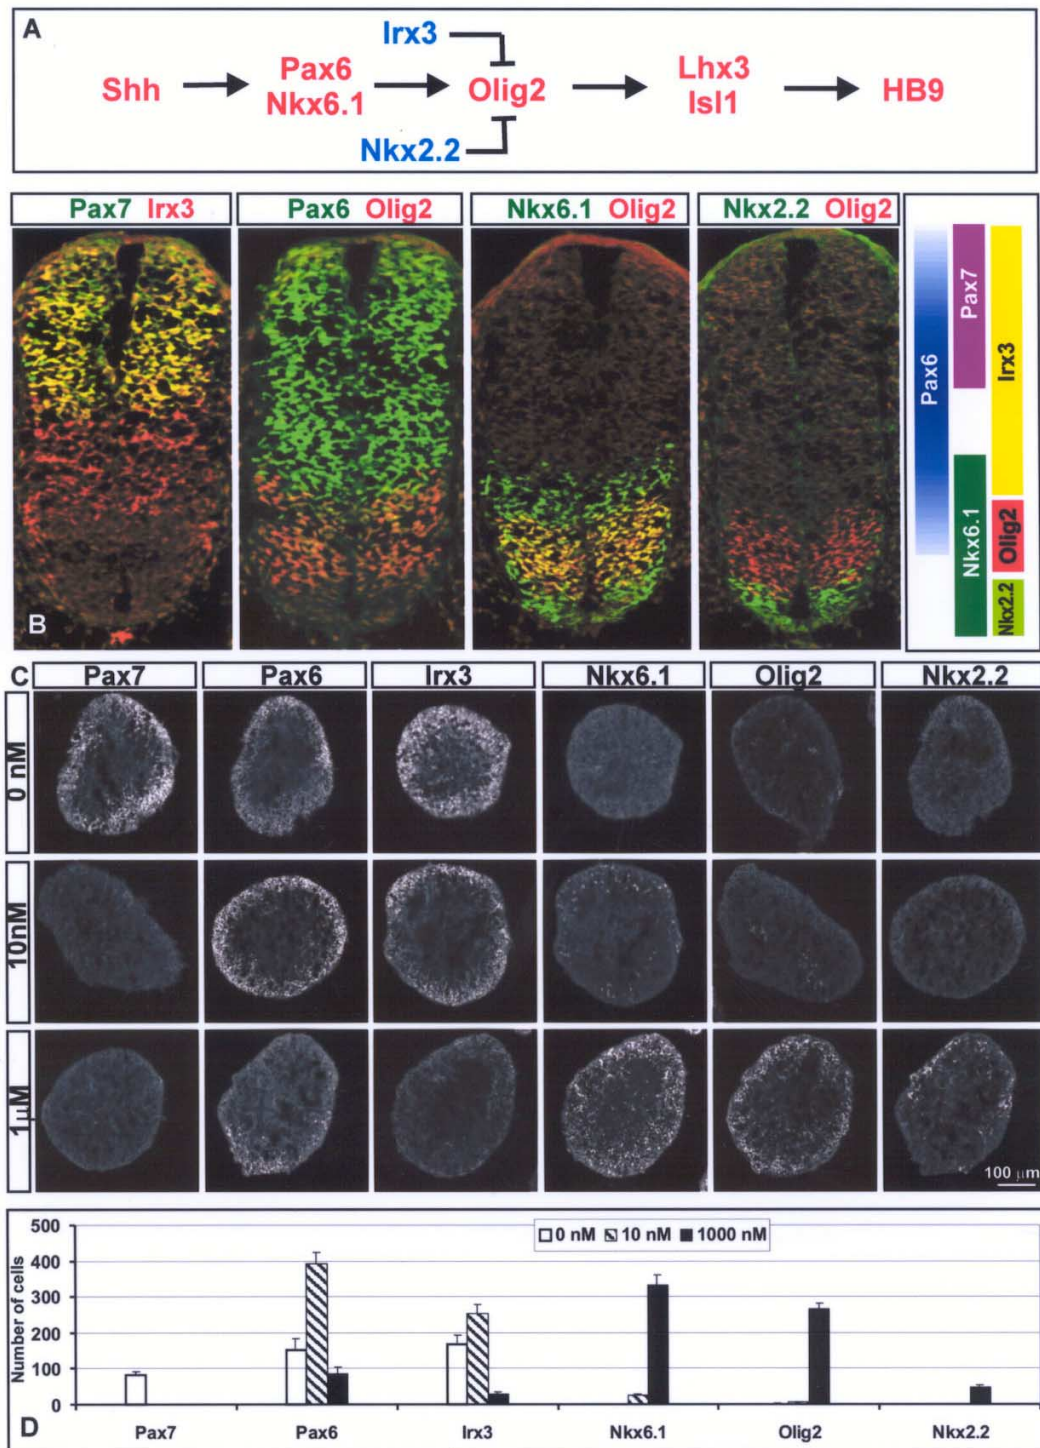 A
Irx3
Shh
Pax6
Nkx6.1
Olig2
Lhx3
Isl1
HB9
Nkx2.2
Pax7 Irx3
Pax6 Olig2
Nkx6.1 Olig2
Nkx2.2 Olig2
Pax6
Pax7
Irx3
Nkx6.1
Olig2
Nkx2.2
B
C
Pax7
Pax6
Irx3
Nkx6.1
Olig2
Nkx2.2
0 nM
10nM
1µM
100 µm
Number of cells
500
400
300
200
100
0
0 nM 10 nM 1000 nM
D
Pax7 Pax6 Irx3 Nkx6.1 Olig2 Nkx2.2